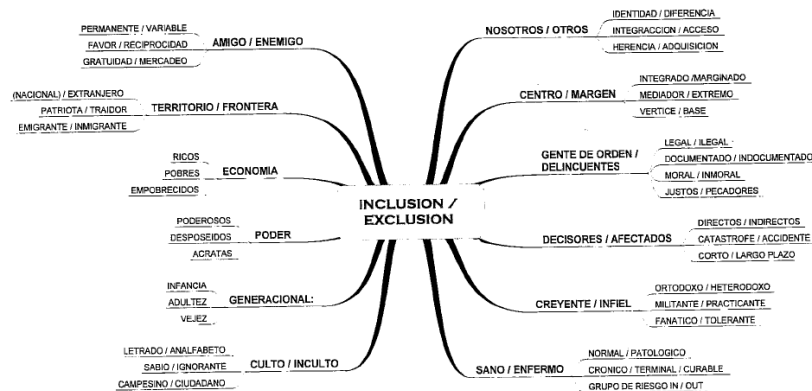 PERMANENTE / VARIABLE
FAVOR / RECIPROCIDAD
GRATUIDAD / MERCADEO
AMIGO / ENEMIGO
(NACIONAL) / EXTRANJERO
PATRIOTA / TRAIDOR
EMIGRANTE / INMIGRANTE
TERRITORIO / FRONTERA
RICOS
POBRES
EMPOBRECIDOS
ECONOMIA
PODEROSOS
DESPOSEIDOS
ACRATAS
PODER
INFANCIA
ADULTEZ
VEJEZ
GENERACIONAL:
LETRADO / ANALFABETO
SABIO / IGNORANTE
CAMPESINO / CIUDADANO
CULTO / INCULTO
INCLUSION /
EXCLUSION
NOSOTROS / OTROS
IDENTIDAD / DIFERENCIA
INTEGRACCION / ACCESO
HERENCIA / ADQUISICION
CENTRO / MARGEN
INTEGRADO /MARGINADO
MEDIADOR / EXTREMO
VERTICE / BASE
GENTE DE ORDEN /
DELINCUENTES
LEGAL / ILEGAL
DOCUMENTADO / INDOCUMENTADO
MORAL / INMORAL
JUSTOS / PECADORES
DECISORES / AFECTADOS
DIRECTOS / INDIRECTOS
CATASTROFE / ACCIDENTE
CORTO / LARGO PLAZO
CREYENTE / INFIEL
ORTODOXO / HETERODOXO
MILITANTE / PRACTICANTE
FANATICO / TOLERANTE
SANO / ENFERMO
NORMAL / PATOLOGICO
CRONICO / TERMINAL / CURABLE
GRUPO DE RIESGO IN / OUT